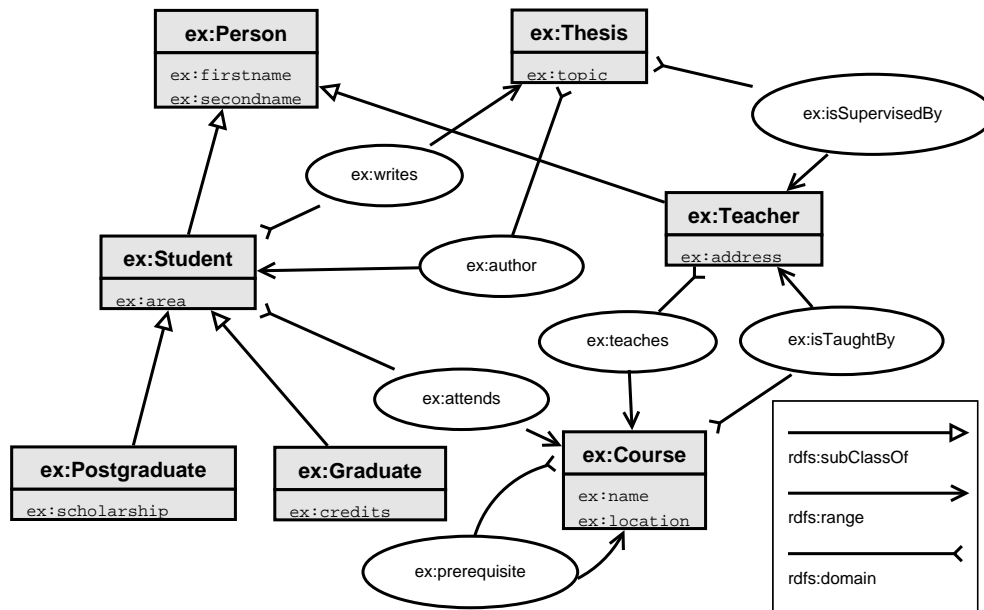 ex:Person
ex:firstname
ex:secondname
ex:Thesis
ex:topic
ex:isSupervisedBy
ex:writes
ex:Teacher
ex:address
ex:Student
ex:area
ex:author
ex:teaches
ex:isTaughtBy
ex:attends
ex:Postgraduate
ex:scholarship
ex:Graduate
ex:credits
ex:Course
ex:name
ex:location
ex:prerequisite
rdfs:subClassOf
rdfs:range
rdfs:domain